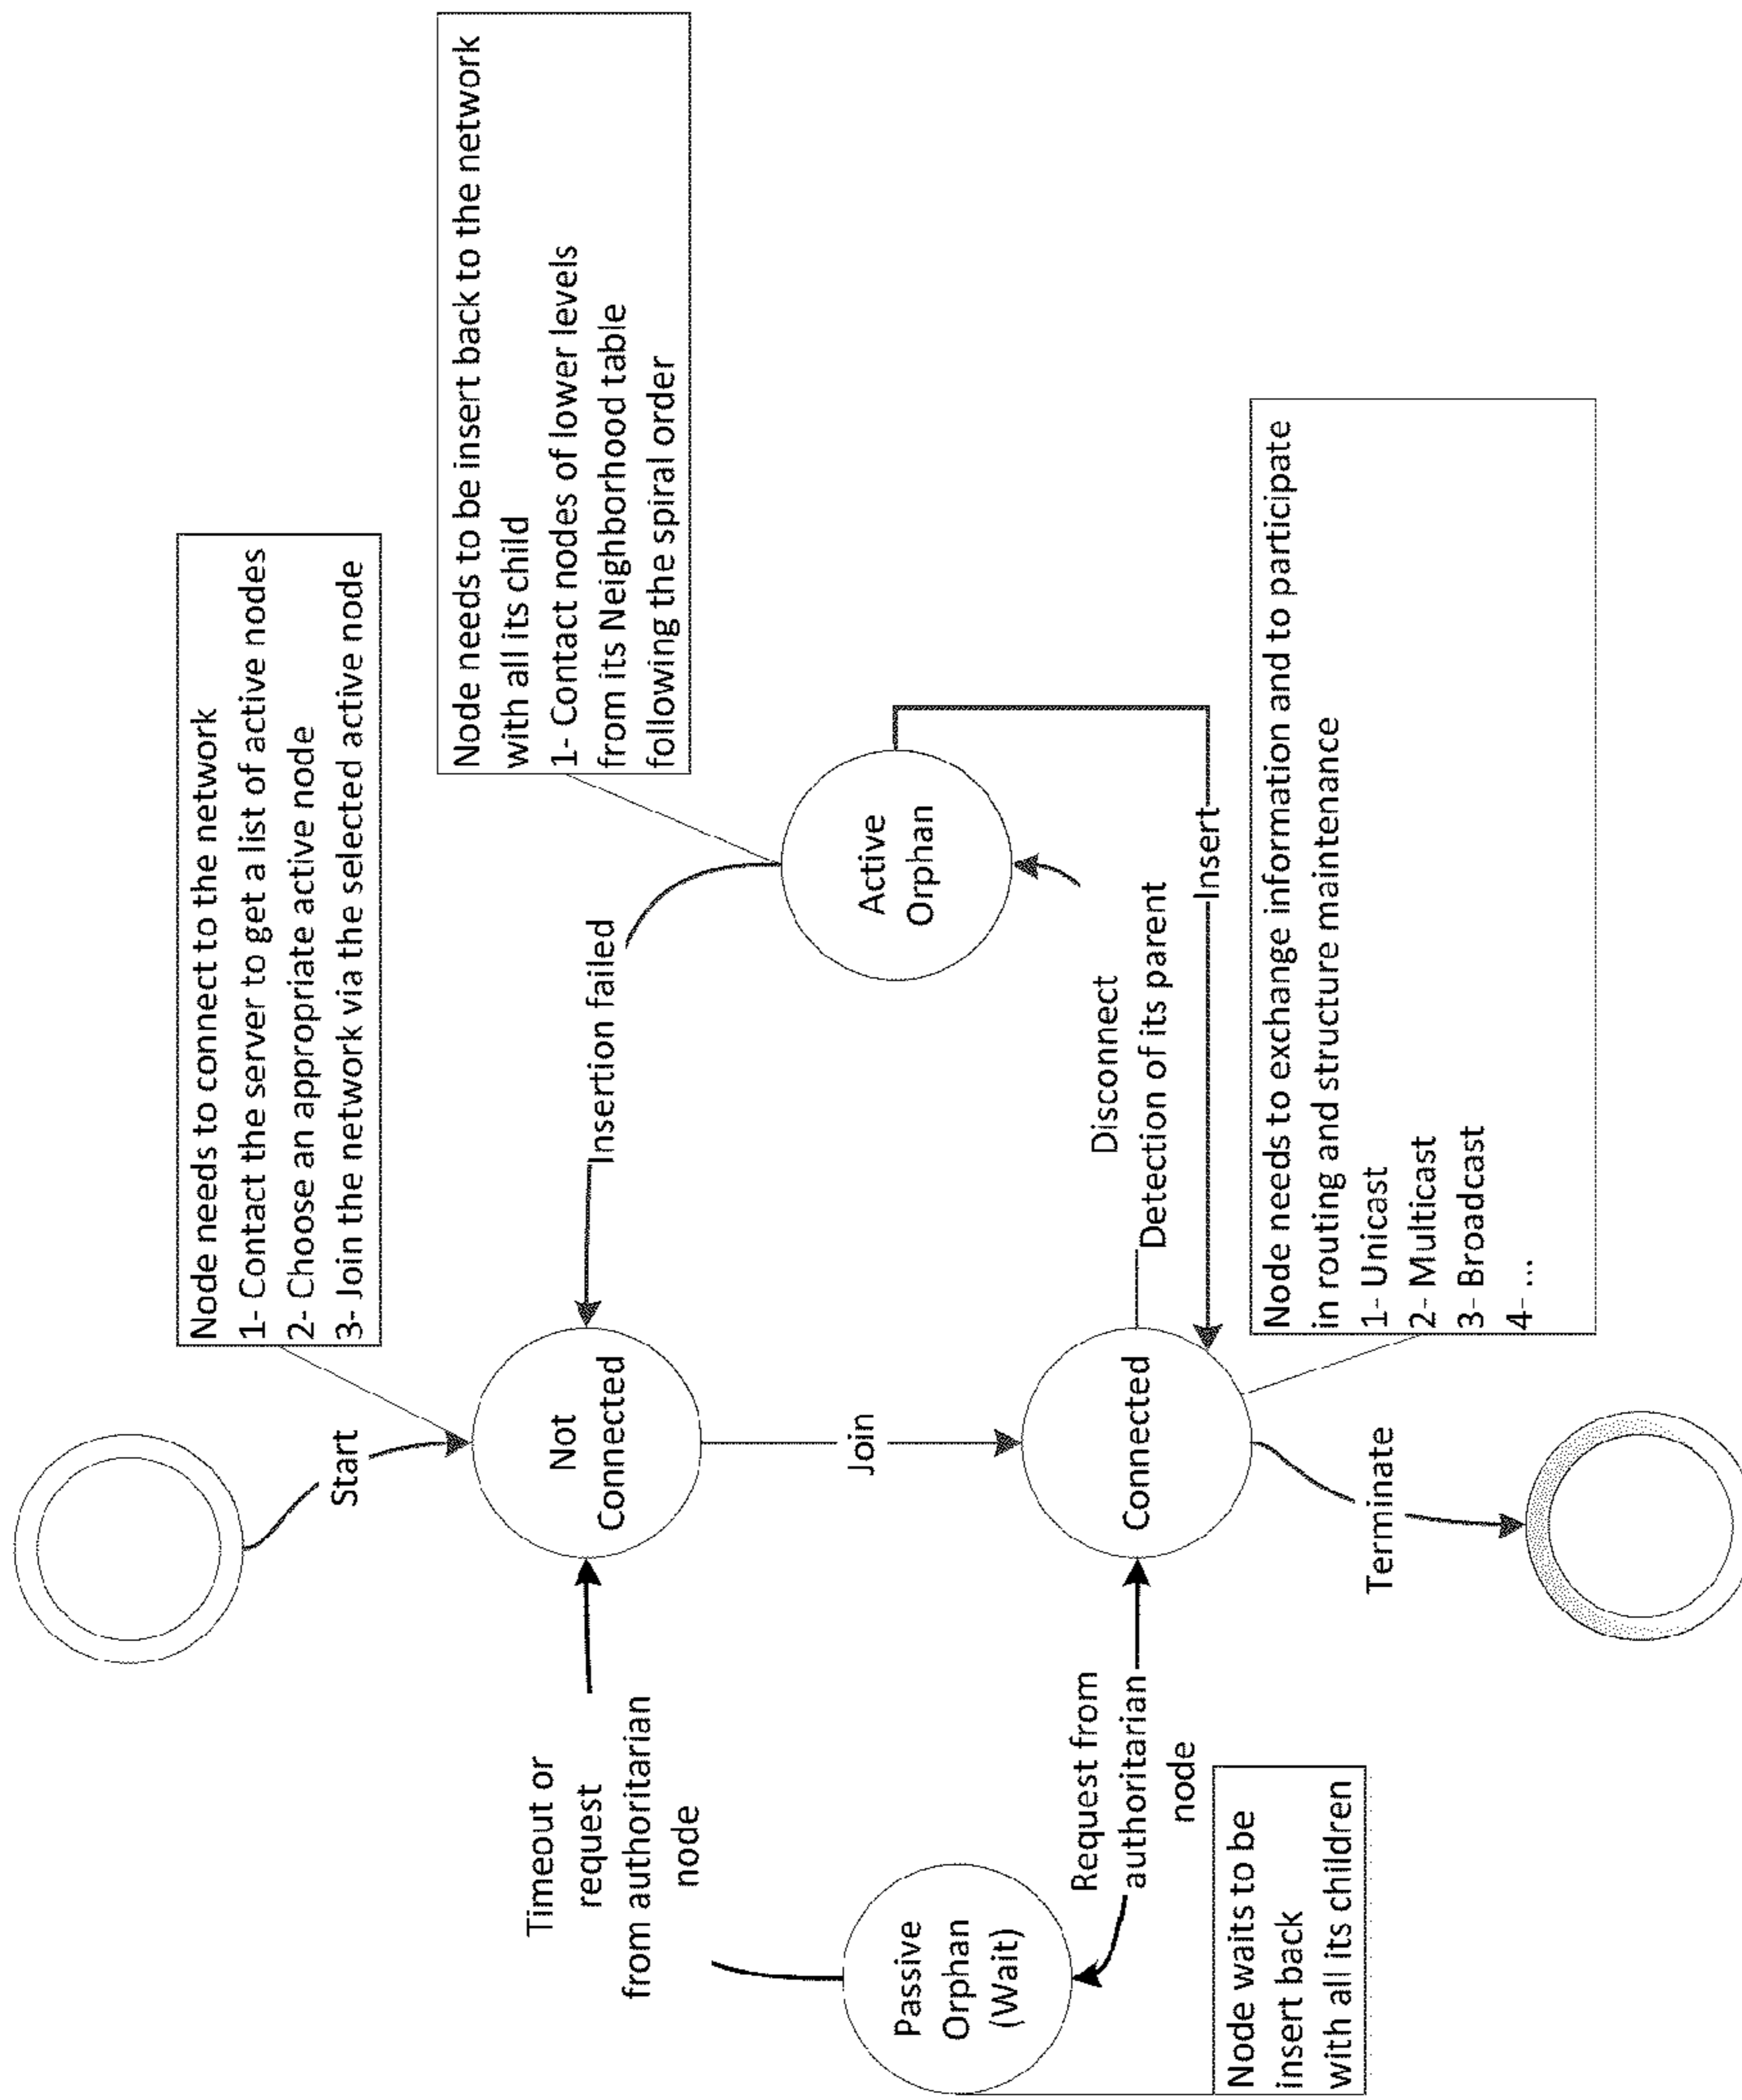 Start
Node needs to connect to the network
1- Contact the server to get a list of active nodes
2- Choose an appropriate active node
3- Join the network via the selected active node
Not
Connected
Timeout or
request
from authoritarian
node
Insertion failed
Node needs to be insert back to the network
with all its child
1- Contact nodes of lower levels
from its Neighborhood table
following the spiral order
Join
Active
Orphan
Passive
Orphan
(Wait)
Request from
authoritarian
node
Connected
Disconnect
Detection of its parent
Insert
Node waits to be
insert back
with all its children
Node needs to exchange information and to participate
in routing and structure maintenance
1- Unicast
2- Multicast
3- Broadcast
4- ...
Terminate